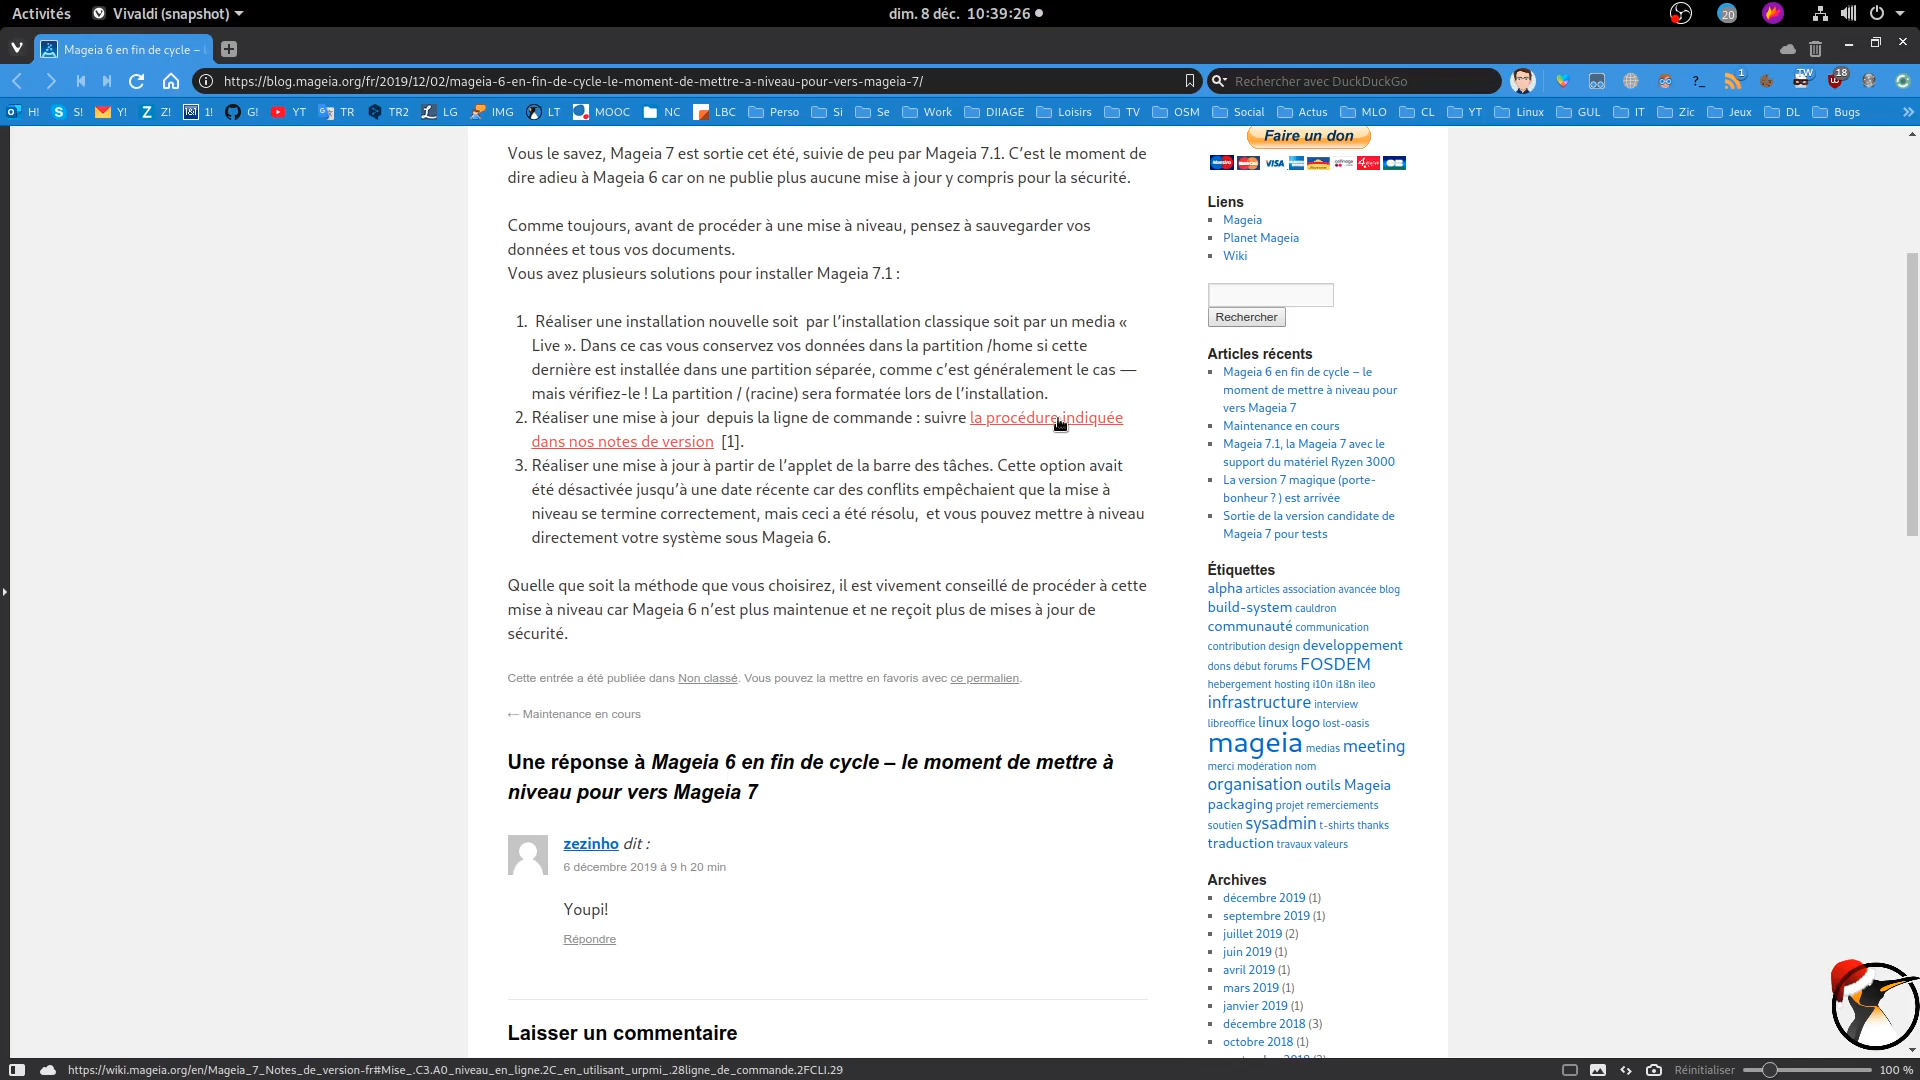 Activités
Vivaldi (snapshot)
dim. 8 déc. 10:39:26
20
Mageia 6 en fin de cycle – l
https://blog.mageia.org/fr/2019/12/02/mageia-6-en-fin-de-cycle-le-moment-de-mettre-a-niveau-pour-vers-mageia-7/
Rechercher avec DuckDuckGo
1
TW
18
H! S! Y! Z! 1! G! YT TR TR2 LG IMG LT MOOC NC LBC Perso Si Se Work DIIAGE Loisirs TV OSM Social Actus MLO CL YT Linux GUL IT Zic Jeux DL Bugs
Vous le savez, Mageia 7 est sortie cet été, suivie de peu par Mageia 7.1. C’est le moment de
dire adieu à Mageia 6 car on ne publie plus aucune mise à jour y compris pour la sécurité.
Comme toujours, avant de procéder à une mise à niveau, pensez à sauvegarder vos
données et tous vos documents.
Vous avez plusieurs solutions pour installer Mageia 7.1 :
1. Réaliser une installation nouvelle soit par l’installation classique soit par un media «
Live ». Dans ce cas vous conservez vos données dans la partition /home si cette
dernière est installée dans une partition séparée, comme c’est généralement le cas —
mais vérifiez-le ! La partition / (racine) sera formatée lors de l’installation.
2. Réaliser une mise à jour depuis la ligne de commande : suivre la procédure indiquée
dans nos notes de version [1].
3. Réaliser une mise à jour à partir de l’applet de la barre des tâches. Cette option avait
été désactivée jusqu’à une date récente car des conflits empêchaient que la mise à
niveau se termine correctement, mais ceci a été résolu, et vous pouvez mettre à niveau
directement votre système sous Mageia 6.
Quelle que soit la méthode que vous choisirez, il est vivement conseillé de procéder à cette
mise à niveau car Mageia 6 n’est plus maintenue et ne reçoit plus de mises à jour de
sécurité.
Cette entrée a été publiée dans Non classé. Vous pouvez la mettre en favoris avec ce permalien.
← Maintenance en cours
Une réponse à Mageia 6 en fin de cycle – le moment de mettre à
niveau pour vers Mageia 7
zezinho dit :
6 décembre 2019 à 9 h 20 min
Youpi!
Répondre
Laisser un commentaire
Faire un don
VISA
Liens
Mageia
Planet Mageia
Wiki
Rechercher
Articles récents
Mageia 6 en fin de cycle – le
moment de mettre à niveau pour
vers Mageia 7
Maintenance en cours
Mageia 7.1, la Mageia 7 avec le
support du matériel Ryzen 3000
La version 7 magique (porte-
bonheur ? ) est arrivée
Sortie de la version candidate de
Mageia 7 pour tests
Étiquettes
alpha articles association avancée blog
build-system cauldron
communauté communication
contribution design developpement
dons début forums FOSDEM
hebergement hosting i10n i18n ileo
infrastructure interview
libreoffice linux logo lost-oasis
mageia medias meeting
merci modération nom
organisation outils Mageia
packaging projet remerciements
soutien sysadmin t-shirts thanks
traduction travaux valeurs
Archives
décembre 2019 (1)
septembre 2019 (1)
juillet 2019 (2)
juin 2019 (1)
avril 2019 (1)
mars 2019 (1)
janvier 2019 (1)
décembre 2018 (3)
octobre 2018 (1)
https://wiki.mageia.org/en/Mageia_7_Notes_de_version-fr#Mise_.C3.A0_niveau_en_ligne.2C_en_utilisant_urpmi_.28ligne_de_commande.2FCLI.29
Réinitialiser
100 %